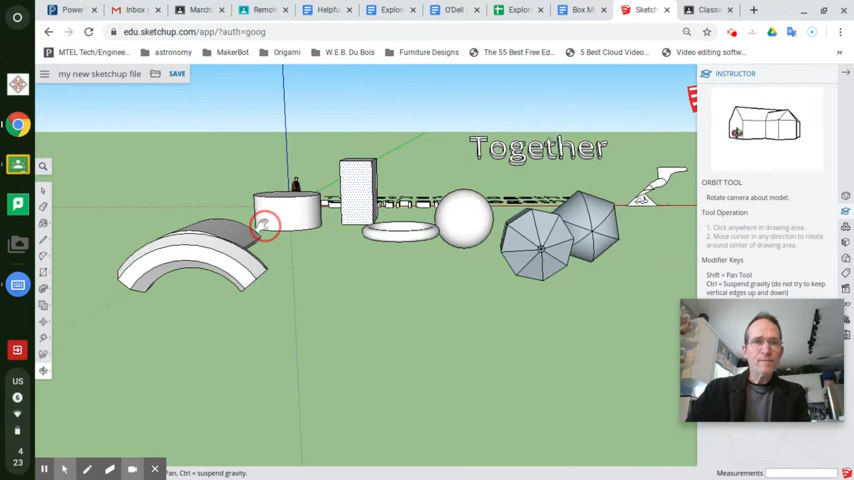 Power
Inbox (
Marchi
Remot
Helpfu
Explor
O'Dell -
Explor
Box M
Sketch
Classw
edu.sketchup.com/app/?auth=goog
MTEL Tech/Enginee...
astronomy
MakerBot
Origami
W.E.B. Du Bois
Furniture Designs
The 55 Best Free Ed...
5 Best Cloud Video...
Video editing softw...
my new sketchup file
SAVE
INSTRUCTOR
Together
ORBIT TOOL
Rotate camera about model.
Tool Operation
1. Click anywhere in drawing area.
2. Move cursor in any direction to rotate
around center of drawing area.
Modifier Keys
Shift = Pan Tool
Ctrl = Suspend gravity (do not try to keep
vertical edges up and down)
US
6
4
23
Pan, Ctrl = suspend gravity.
Measurements